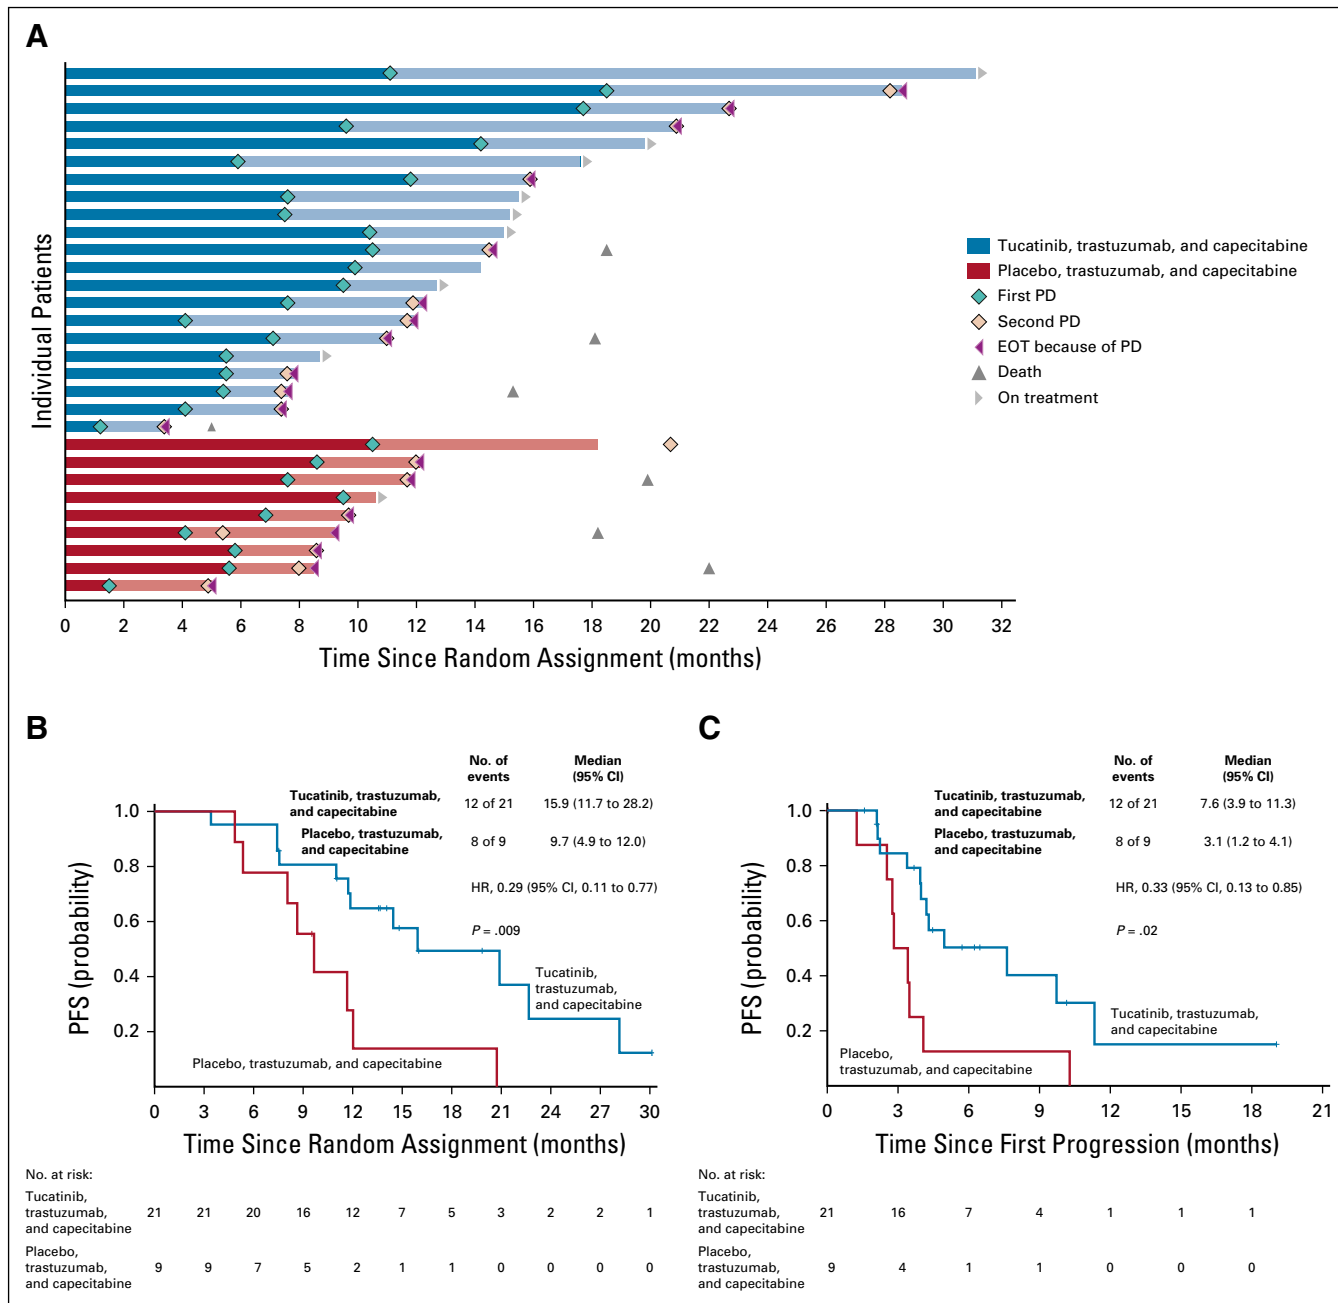 A
Individual Patients
Tucatinib, trastuzumab, and capecitabine
Placebo, trastuzumab, and capecitabine
First PD
Second PD
EOT because of PD
Death
On treatment
0 2 4 6 8 10 12 14 16 18 20 22 24 26 28 30 32
Time Since Random Assignment (months)
B
No. of events
Median (95% CI)
Tucatinib, trastuzumab, and capecitabine
12 of 21
15.9 (11.7 to 28.2)
Placebo, trastuzumab, and capecitabine
8 of 9
9.7 (4.9 to 12.0)
HR, 0.29 (95% CI, 0.11 to 0.77)
P = .009
PFS (probability)
1.0
0.8
0.6
0.4
0.2
Tucatinib,
trastuzumab,
and capecitabine
Placebo, trastuzumab, and capecitabine
0 3 6 9 12 15 18 21 24 27 30
Time Since Random Assignment (months)
No. at risk:
Tucatinib,
trastuzumab,
and capecitabine
21 21 20 16 12 7 5 3 2 2 1
Placebo,
trastuzumab,
and capecitabine
9 9 7 5 2 1 1 0 0 0 0
C
No. of events
Median (95% CI)
Tucatinib, trastuzumab, and capecitabine
12 of 21
7.6 (3.9 to 11.3)
Placebo, trastuzumab, and capecitabine
8 of 9
3.1 (1.2 to 4.1)
HR, 0.33 (95% CI, 0.13 to 0.85)
P = .02
PFS (probability)
1.0
0.8
0.6
0.4
0.2
Tucatinib, trastuzumab,
and capecitabine
Placebo,
trastuzumab, and capecitabine
0 3 6 9 12 15 18 21
Time Since First Progression (months)
No. at risk:
Tucatinib,
trastuzumab,
and capecitabine
21 16 7 4 1 1 1
Placebo,
trastuzumab,
and capecitabine
9 4 1 1 0 0 0